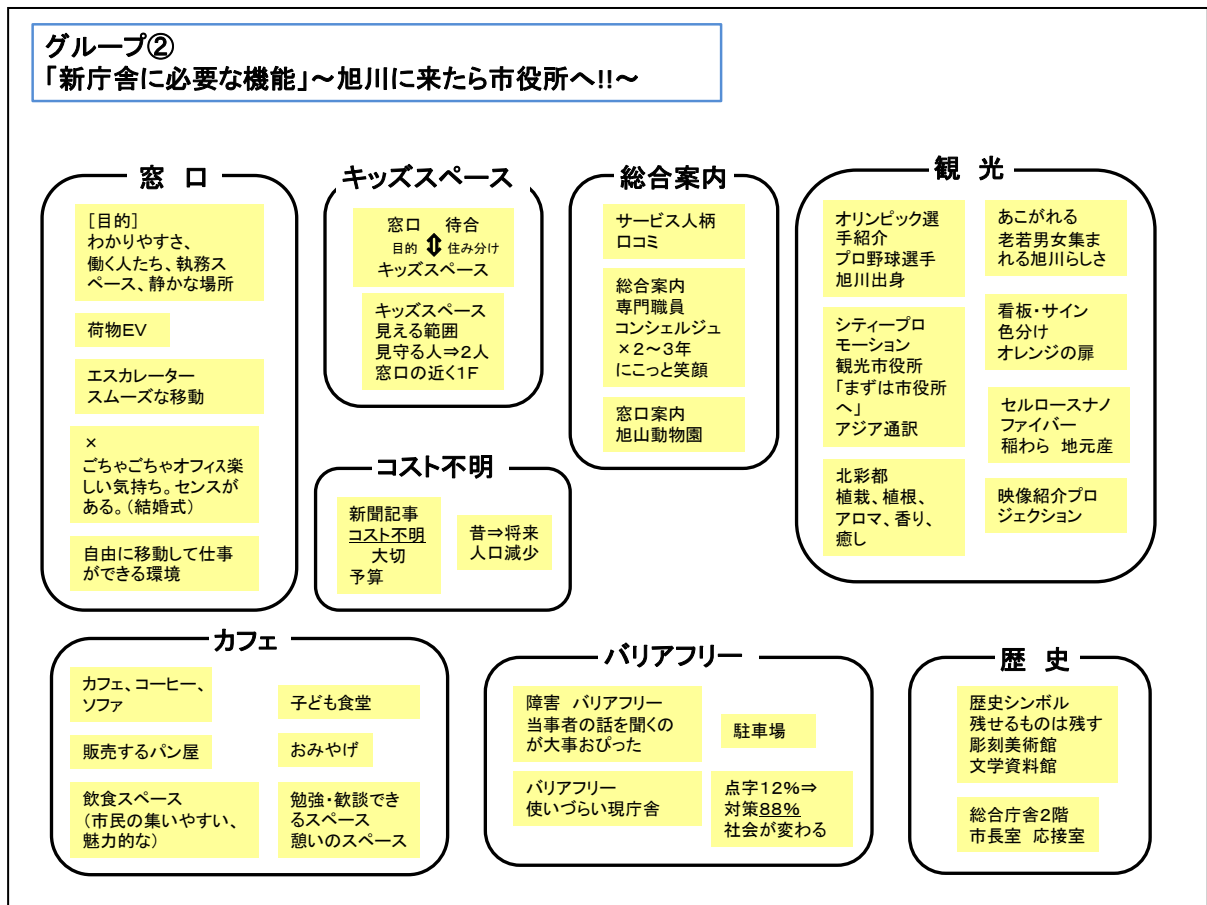 グループ②
「新庁舎に必要な機能」～旭川に来たら市役所へ!!～
窓 口
［目的］
わかりやすさ、
働く人たち、執務ス
ペース、静かな場所
荷物EV
エスカレーター
スムーズな移動
×
ごちゃごちゃオフィス楽
しい気持ち。センスが
ある。(結婚式)
自由に移動して仕事
ができる環境
キッズスペース
窓口 待合
目的 ⇕ 住み分け
キッズスペース
キッズスペース
見える範囲
見守る人⇒2人
窓口の近く1F
総合案内
サービス人柄
口コミ
総合案内
専門職員
コンシェルジュ
×2～3年
にこっと笑顔
窓口案内
旭山動物園
観 光
オリンピック選
手紹介
プロ野球選手
旭川出身
シティープロ
モーション
観光市役所
「まずは市役所
へ」
アジア通訳
北彩都
植栽、植根、
アロマ、香り、
癒し
あこがれる
老若男女集ま
れる旭川らしさ
看板・サイン
色分け
オレンジの扉
セルロースナノ
ファイバー
稲わら 地元産
映像紹介プロ
ジェクション
コスト不明
新聞記事
コスト不明
大切
予算
昔⇒将来
人口減少
カフェ
カフェ、コーヒー、
ソファ
販売するパン屋
飲食スペース
(市民の集いやすい、
魅力的な)
子ども食堂
おみやげ
勉強・歓談でき
るスペース
憩いのスペース
バリアフリー
障害 バリアフリー
当事者の話を聞くの
が大事おぴった
バリアフリー
使いづらい現庁舎
駐車場
点字12%⇒
対策88%
社会が変わる
歴 史
歴史シンボル
残せるものは残す
彫刻美術館
文学資料館
総合庁舎2階
市長室 応接室